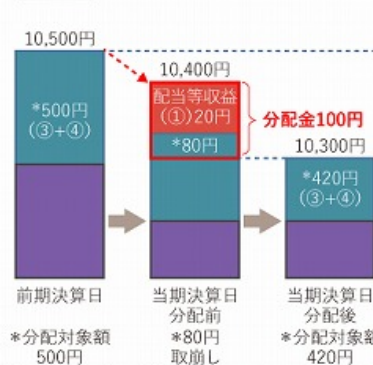 10,500円
10,400円
配当等収益
(①)20円
*500円
(③+④)
分配金100円
*80円
10,300円
*420円
(③+④)
前期決算日
当期決算日
分配前
当期決算日
分配後
*分配対象額
500円
*80円
取崩し
*分配対象額
420円